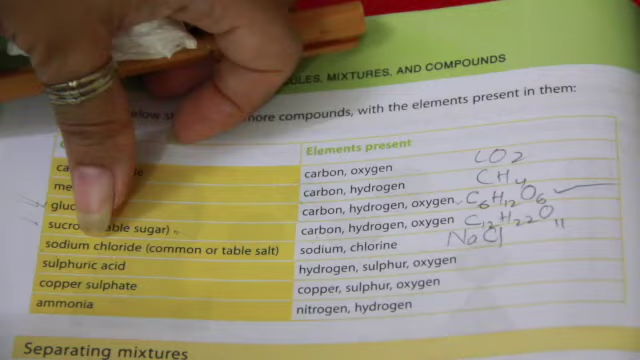 ULES, MIXTURES, AND COMPOUNDS
more compounds, with the elements present in them:
Elements present
carbon, oxygen CO2
carbon, hydrogen CH4
gluc carbon, hydrogen, oxygen C6H12O6
sucro able sugar) carbon, hydrogen, oxygen C12H22O11
sodium chloride (common or table salt) sodium, chlorine NaCl
sulphuric acid hydrogen, sulphur, oxygen
copper sulphate copper, sulphur, oxygen
ammonia nitrogen, hydrogen
Separating mixtures